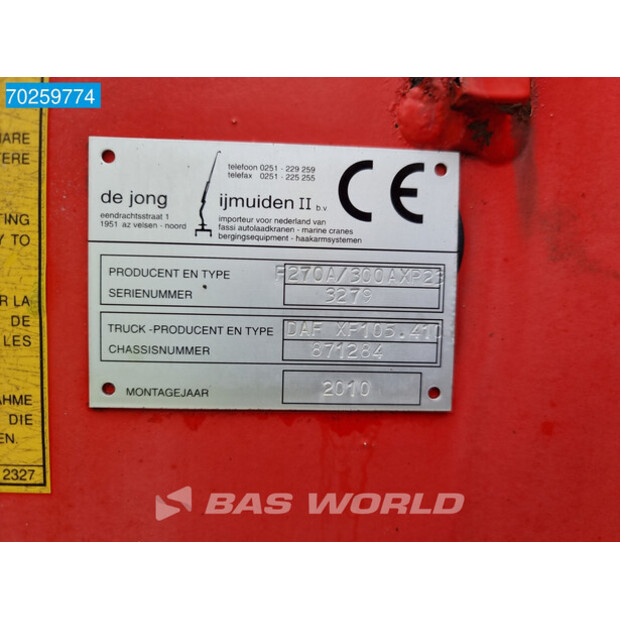 70259774
ARE
TERE
TING
Y TO
R LA
DE
LES
AHME
DIE
EN.
2327
telefoon 0251 - 229 259
telefax 0251 - 225 255
de jong ijmuiden II b.v.
eendrachtsstraat 1
1951 az velsen - noord
importeur voor nederland van
fassi autolaadkranen - marine cranes
bergingsequipment - haakarmsystemen
CE
PRODUCENT EN TYPE F270A/300AXP23
SERIENUMMER 3279
TRUCK-PRODUCENT EN TYPE DAF XF105.410
CHASSISNUMMER 871284
MONTAGEJAAR 2010
BAS WORLD